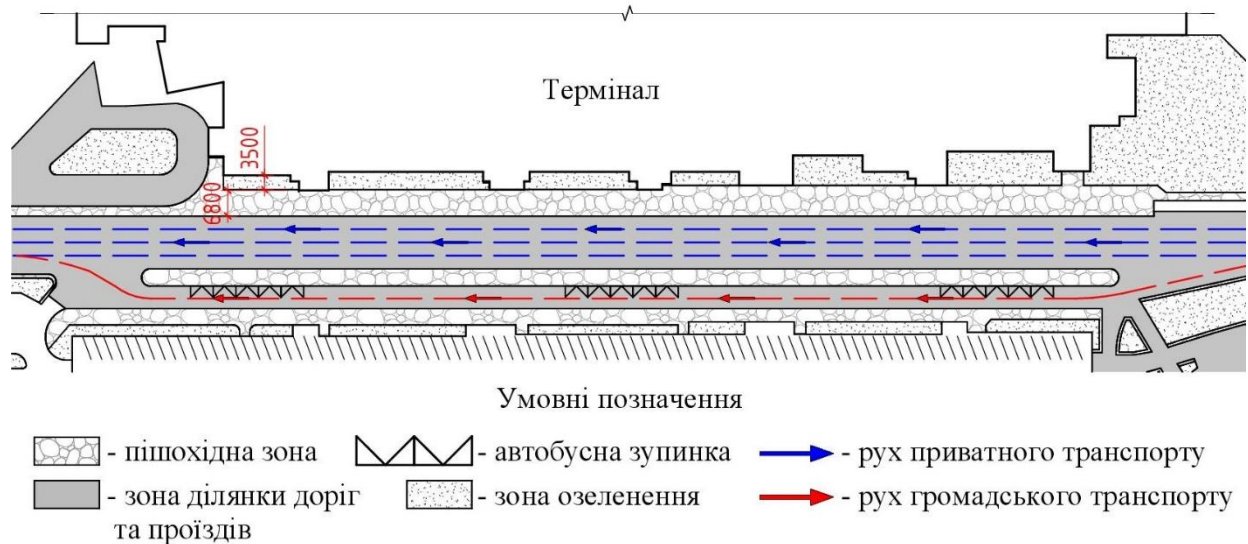 Термінал
3500
6800
Умовні позначення
- пішохідна зона
- автобусна зупинка
- рух приватного транспорту
- зона ділянки доріг
та проїздів
- зона озеленення
- рух громадського транспорту